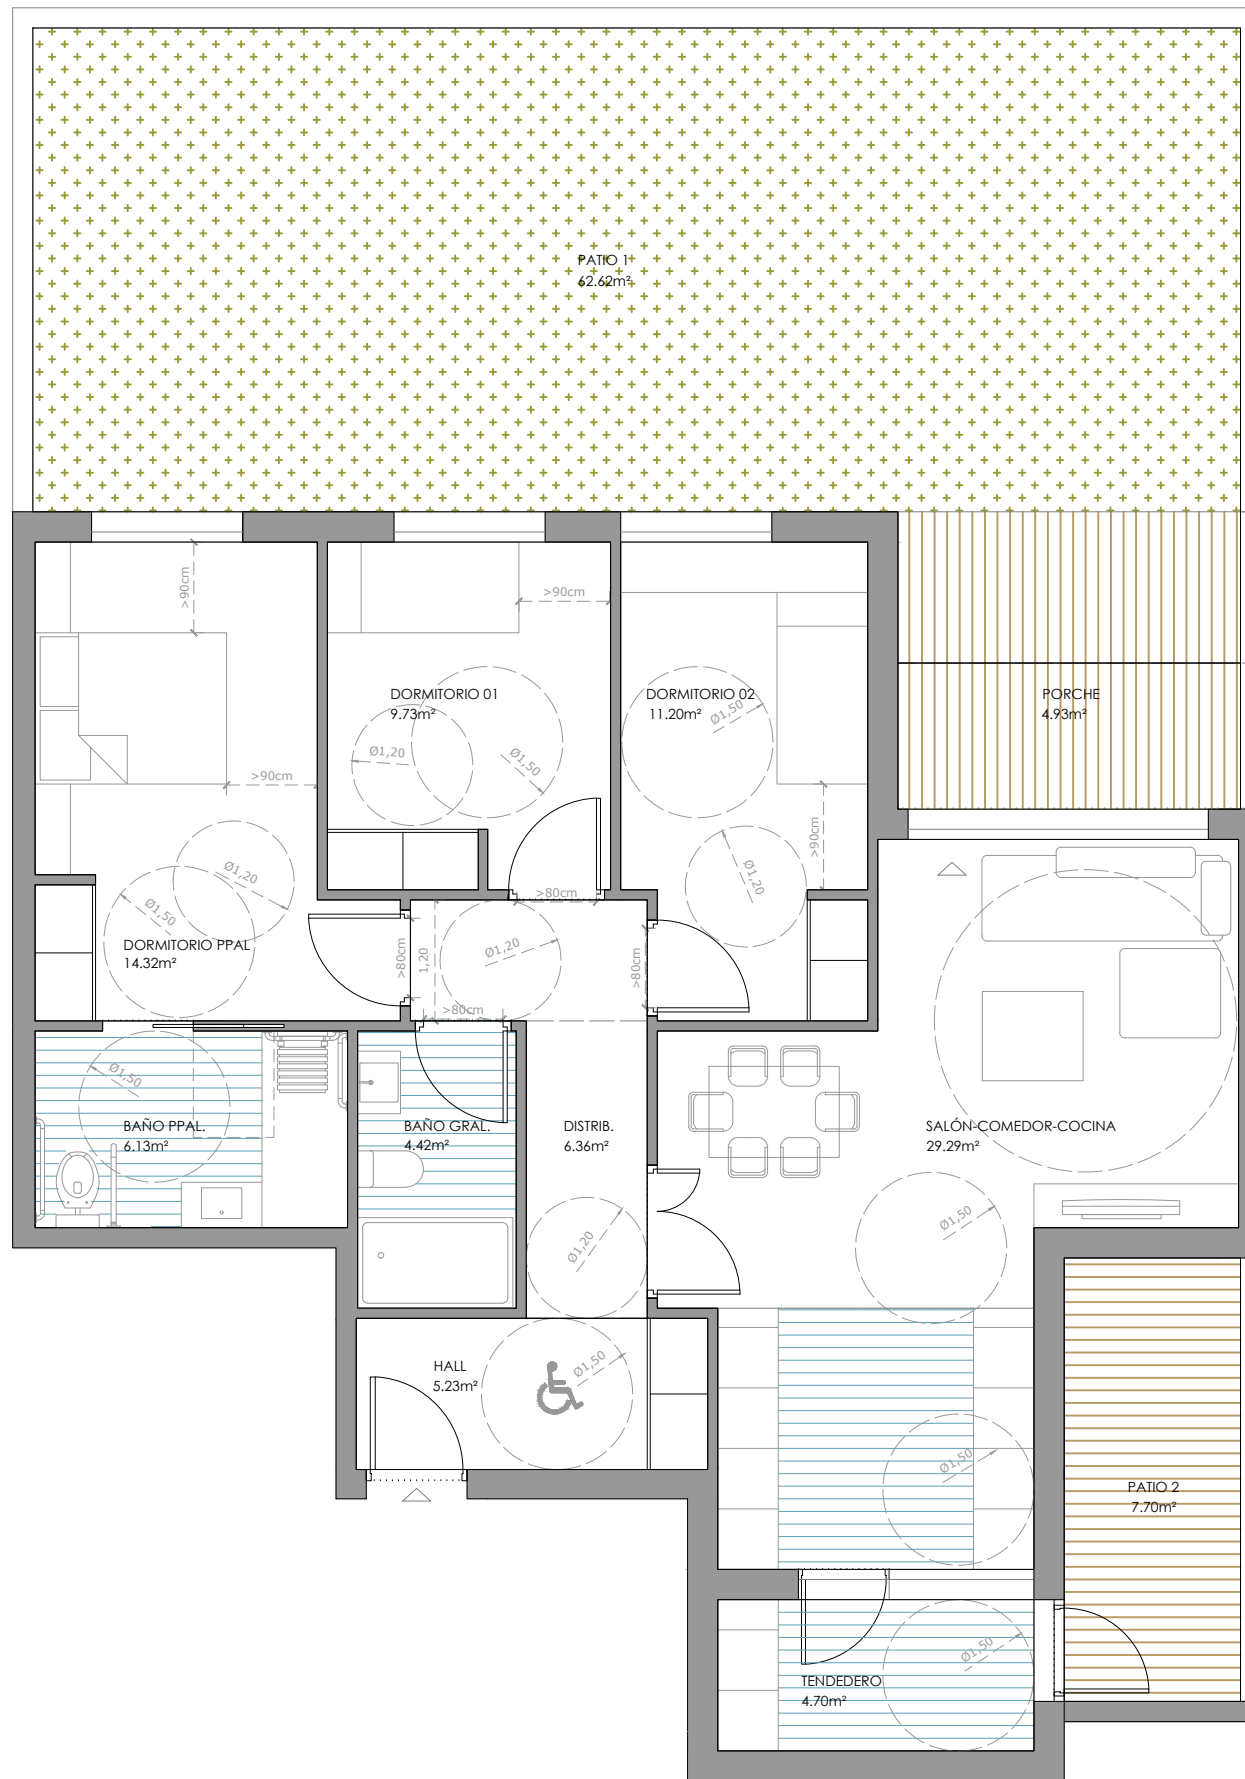 PATIO 1
62.62m²
>90cm
>90cm
DORMITORIO 01
9.73m²
DORMITORIO 02
11.20m²
Ø1,50
PORCHE
4.93m²
Ø1,20
Ø1,50
>90cm
>90cm
Ø1,20
Ø1,20
>80cm
Ø1,50
DORMITORIO PPAL
14.32m²
>80cm
1,20
Ø1,20
>80cm
>80cm
Ø1,50
BAÑO PPAL.
6.13m²
BAÑO GRAL.
4.42m²
DISTRIB.
6.36m²
SALÓN-COMEDOR-COCINA
29.29m²
Ø1,50
Ø1,20
HALL
5.23m²
Ø1,50
Ø1,50
PATIO 2
7.70m²
Ø1,50
TENDEDERO
4.70m²